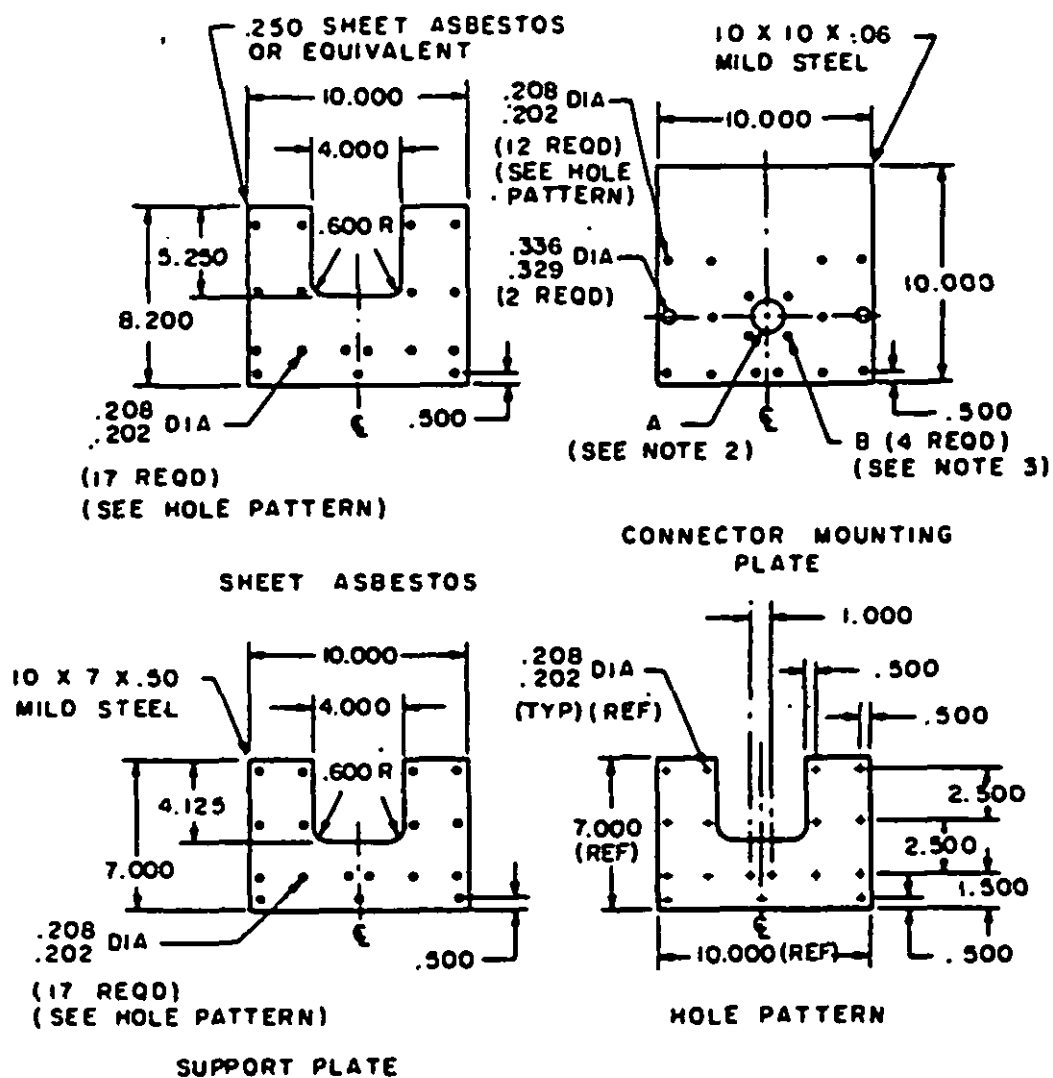 .250 SHEET ASBESTOS
OR EQUIVALENT
10.000
4.000
.600 R
5.250
8.200
.208
.202 DIA
(17 REQD)
(SEE HOLE PATTERN)
.500
℄
SHEET ASBESTOS
10 X 10 X .06
MILD STEEL
.208
.202 DIA
(12 REQD)
(SEE HOLE
PATTERN)
10.000
.336
.329 DIA
(2 REQD)
10.000
.500
A
(SEE NOTE 2)
℄
B (4 REQD)
(SEE NOTE 3)
CONNECTOR MOUNTING
PLATE
10 X 7 X .50
MILD STEEL
10.000
4.000
.600 R
4.125
7.000
.208
.202 DIA
(17 REQD)
(SEE HOLE PATTERN)
.500
℄
SUPPORT PLATE
1.000
.208
.202 DIA
(TYP) (REF)
.500
.500
2.500
7.000
(REF)
2.500
1.500
℄
10.000 (REF)
.500
HOLE PATTERN